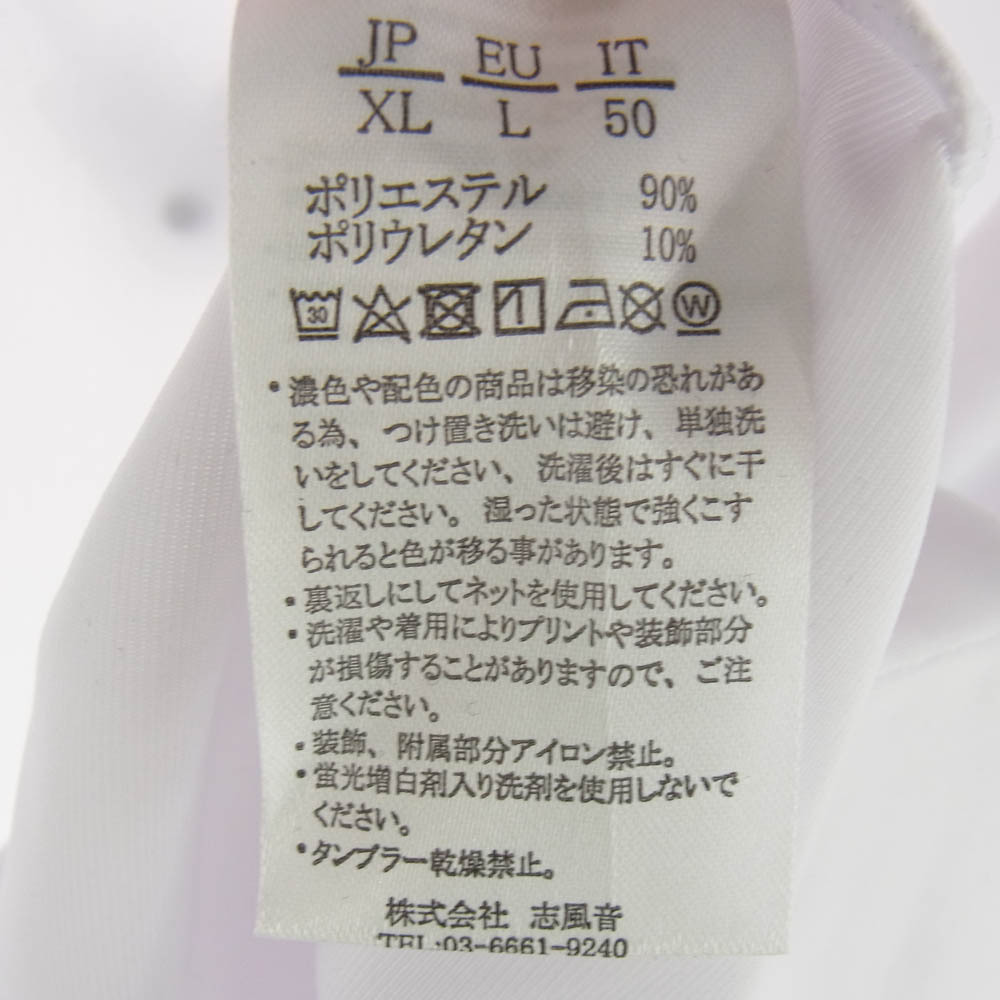 JP EU IT
XL L 50
ポリエステル 90%
ポリウレタン 10%
30 W
・濃色や配色の商品は移染の恐れがあ
る為、つけ置き洗いは避け、単独洗
いをしてください、洗濯後はすぐに干
してください。湿った状態で強くこす
られると色が移る事があります。
・裏返しにしてネットを使用してください。
・洗濯や着用によりプリントや装飾部分
が損傷することがありますので、ご注
意ください。
・装飾、附属部分アイロン禁止。
・蛍光増白剤入り洗剤を使用しないで
ください。
・タンブラー乾燥禁止。
株式会社 志風音
TEL:03-6661-9240